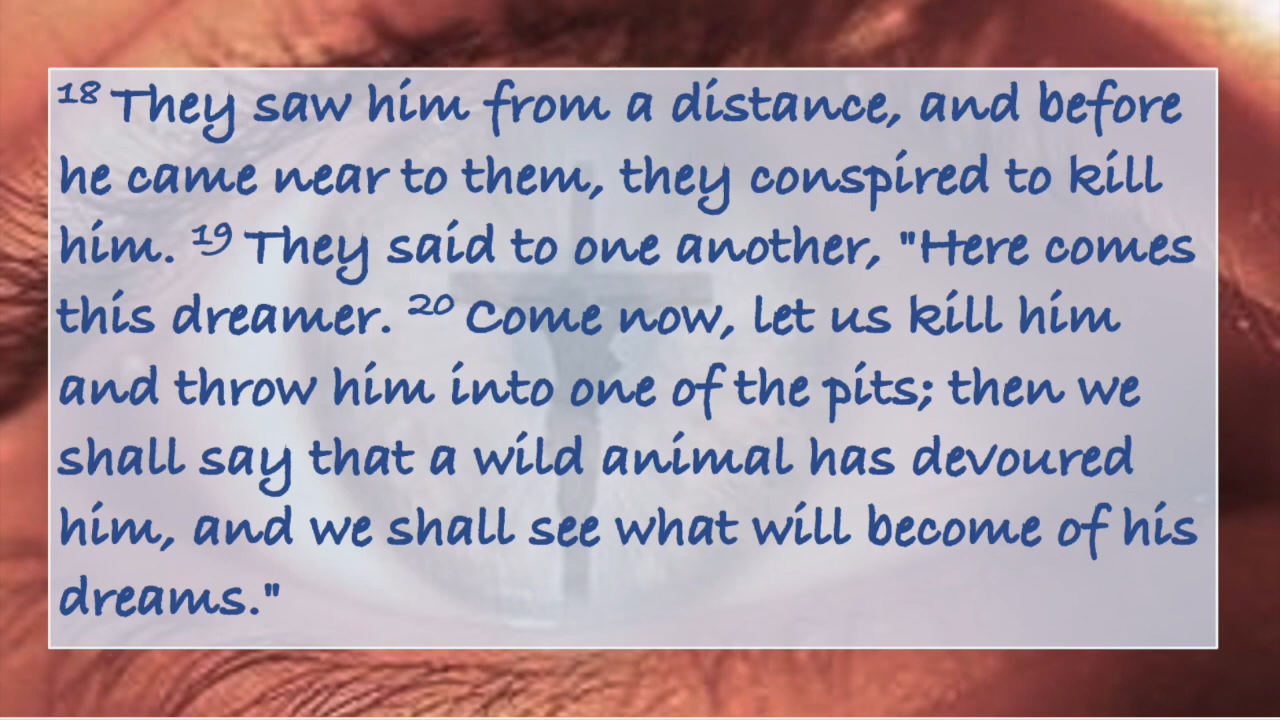 18 They saw him from a distance, and before
he came near to them, they conspired to kill
him. 19 They said to one another, "Here comes
this dreamer. 20 Come now, let us kill him
and throw him into one of the pits; then we
shall say that a wild animal has devoured
him, and we shall see what will become of his
dreams."